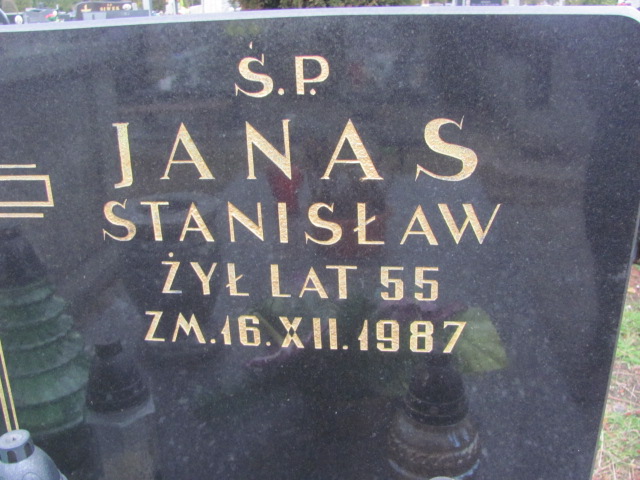 Ś.P.
JANAS
STANISŁAW
ŻYŁ LAT 55
ZM.16.XII.1987